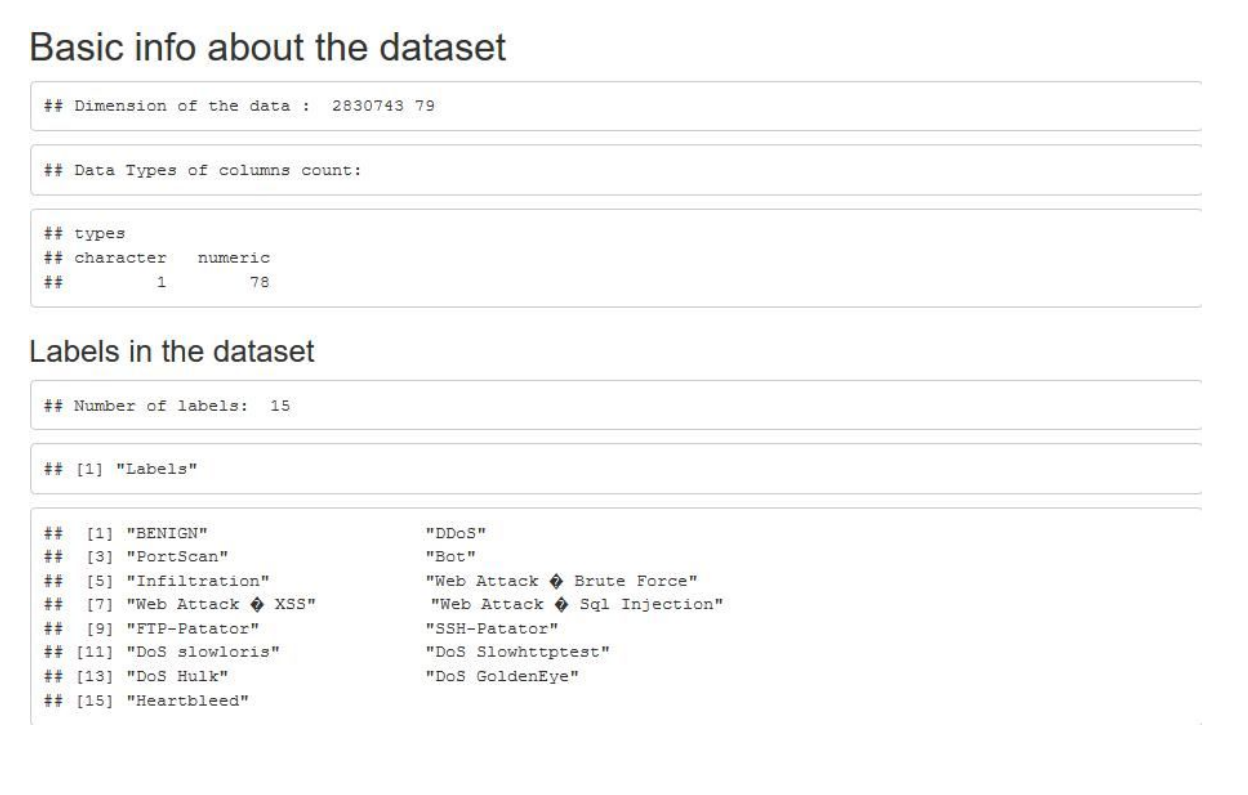 Basic info about the dataset
## Dimension of the data :  2830743 79
## Data Types of columns count:
## types
## character   numeric
##         1        78
Labels in the dataset
## Number of labels:  15
## [1] "Labels"
##  [1] "BENIGN"                     "DDoS"
##  [3] "PortScan"                   "Bot"
##  [5] "Infiltration"               "Web Attack � Brute Force"
##  [7] "Web Attack � XSS"           "Web Attack � Sql Injection"
##  [9] "FTP-Patator"                "SSH-Patator"
## [11] "DoS slowloris"              "DoS Slowhttptest"
## [13] "DoS Hulk"                   "DoS GoldenEye"
## [15] "Heartbleed"